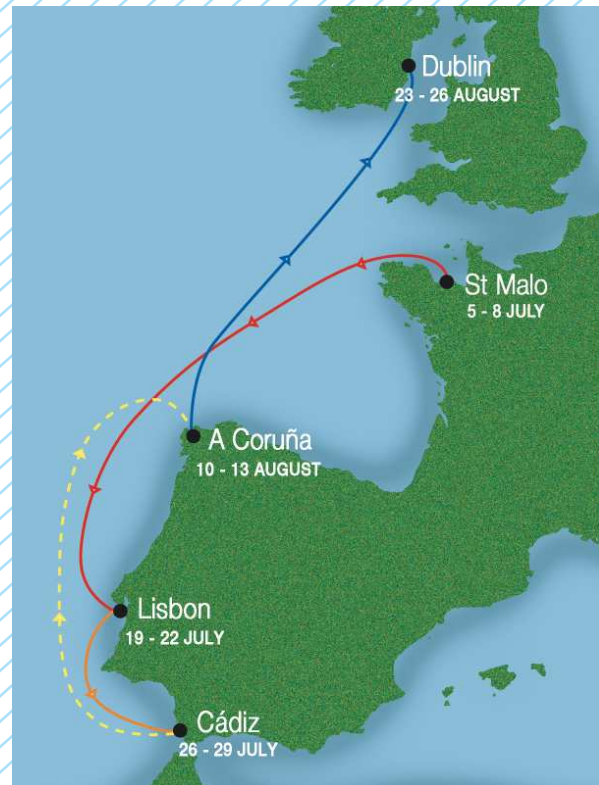 Dublin
23 - 26 AUGUST
St Malo
5 - 8 JULY
A Coruña
10 - 13 AUGUST
Lisbon
19 - 22 JULY
Cádiz
26 - 29 JULY